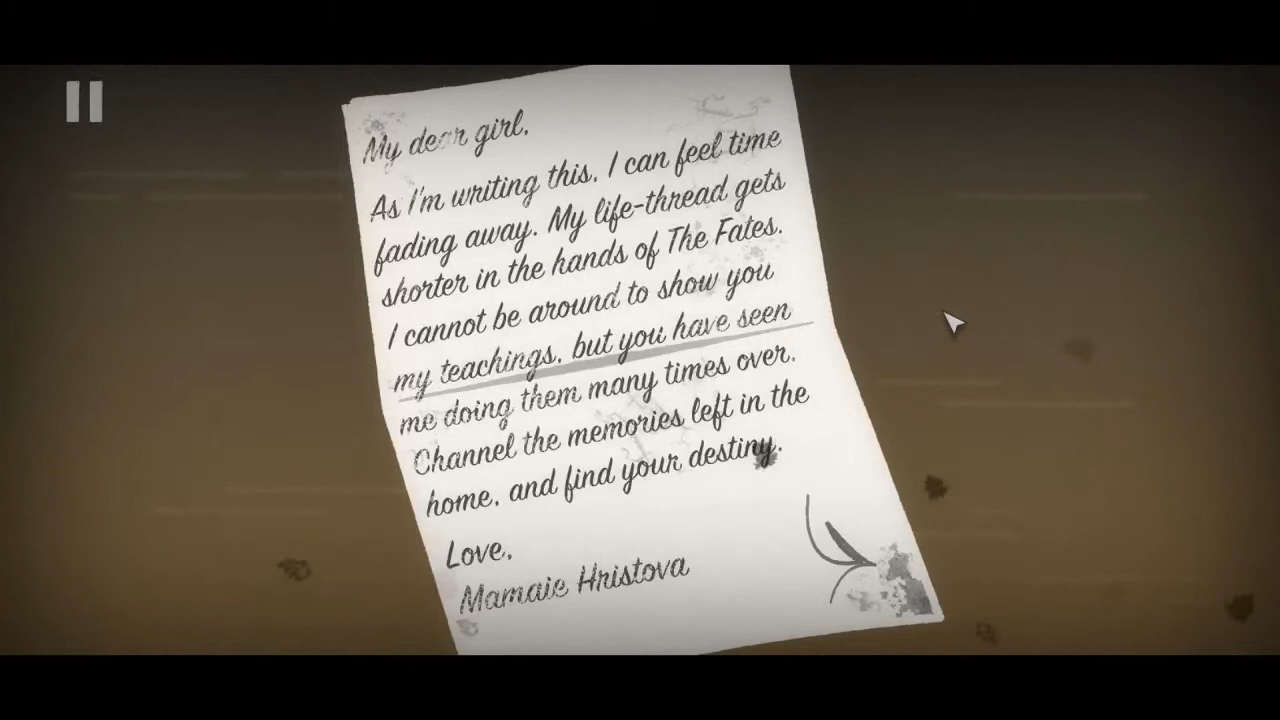 My dear girl,
As I'm writing this, I can feel time
fading away. My life-thread gets
shorter in the hands of The Fates.
I cannot be around to show you
my teachings, but you have seen
me doing them many times over.
Channel the memories left in the
home, and find your destiny.
Love,
Mamaie Hristova